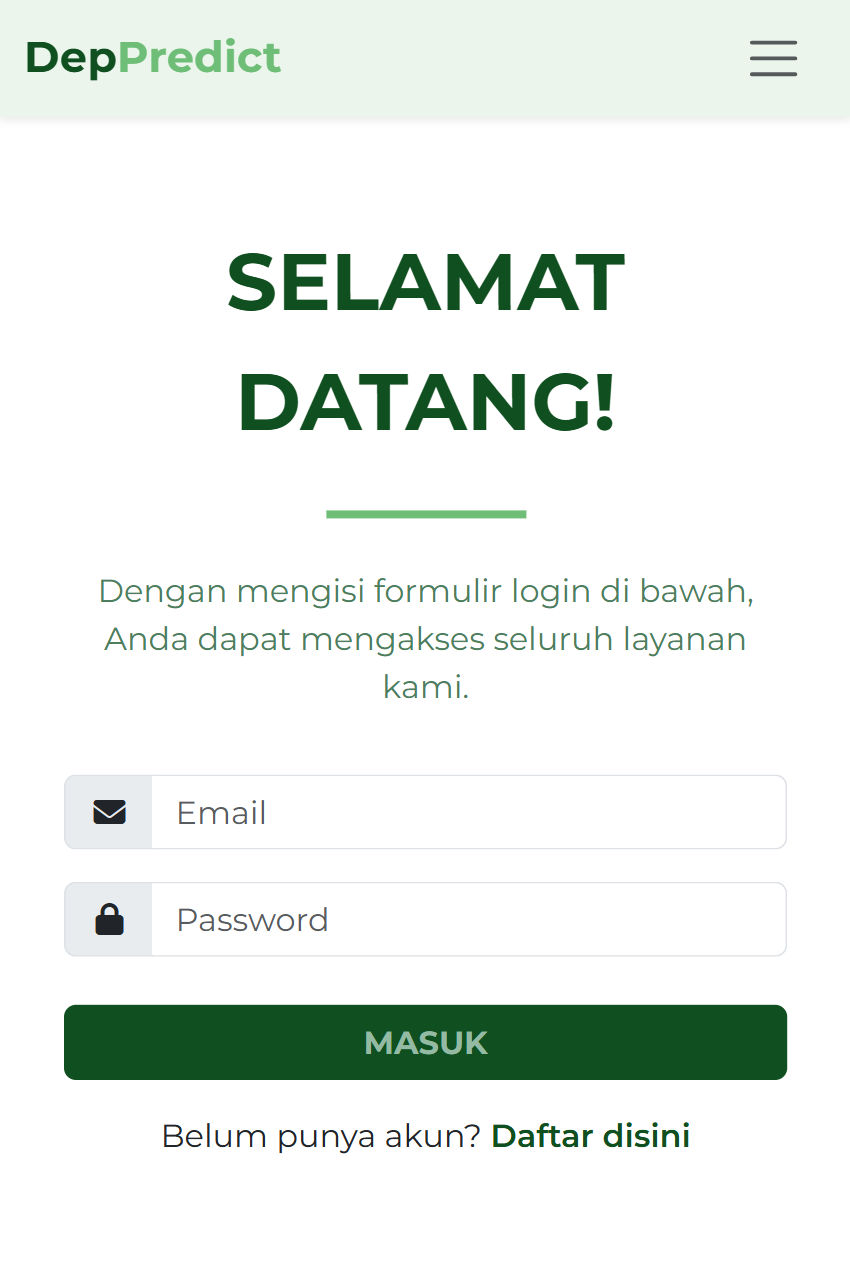 DepPredict
SELAMAT
DATANG!
Dengan mengisi formulir login di bawah,
Anda dapat mengakses seluruh layanan
kami.
Email
Password
MASUK
Belum punya akun? Daftar disini